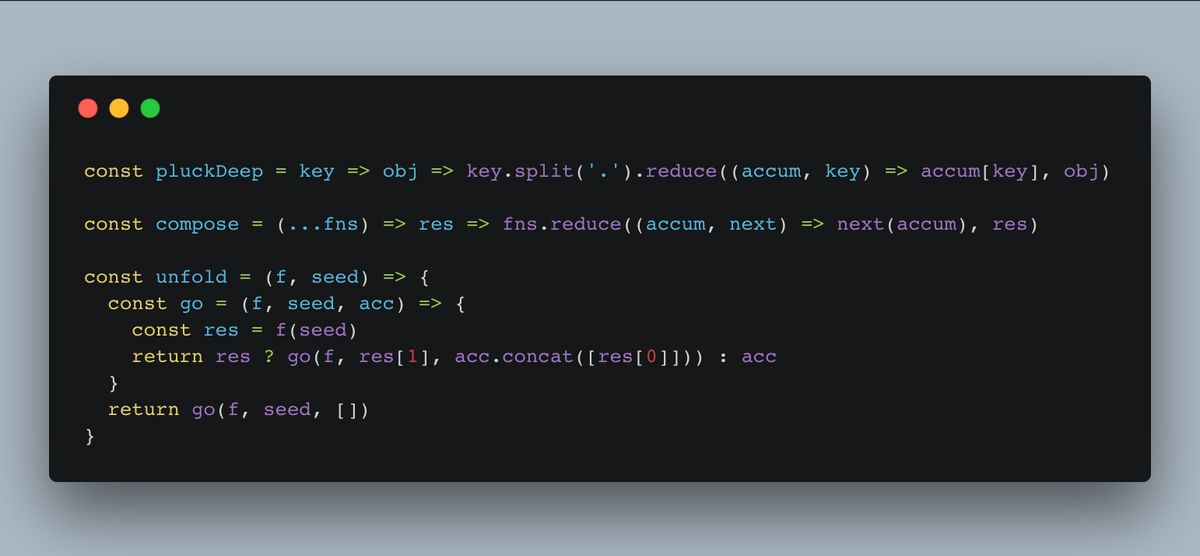 const pluckDeep = key => obj => key.split('.').reduce((accum, key) => accum[key], obj)

const compose = (...fns) => res => fns.reduce((accum, next) => next(accum), res)

const unfold = (f, seed) => {
  const go = (f, seed, acc) => {
    const res = f(seed)
    return res ? go(f, res[1], acc.concat([res[0]])) : acc
  }
  return go(f, seed, [])
}